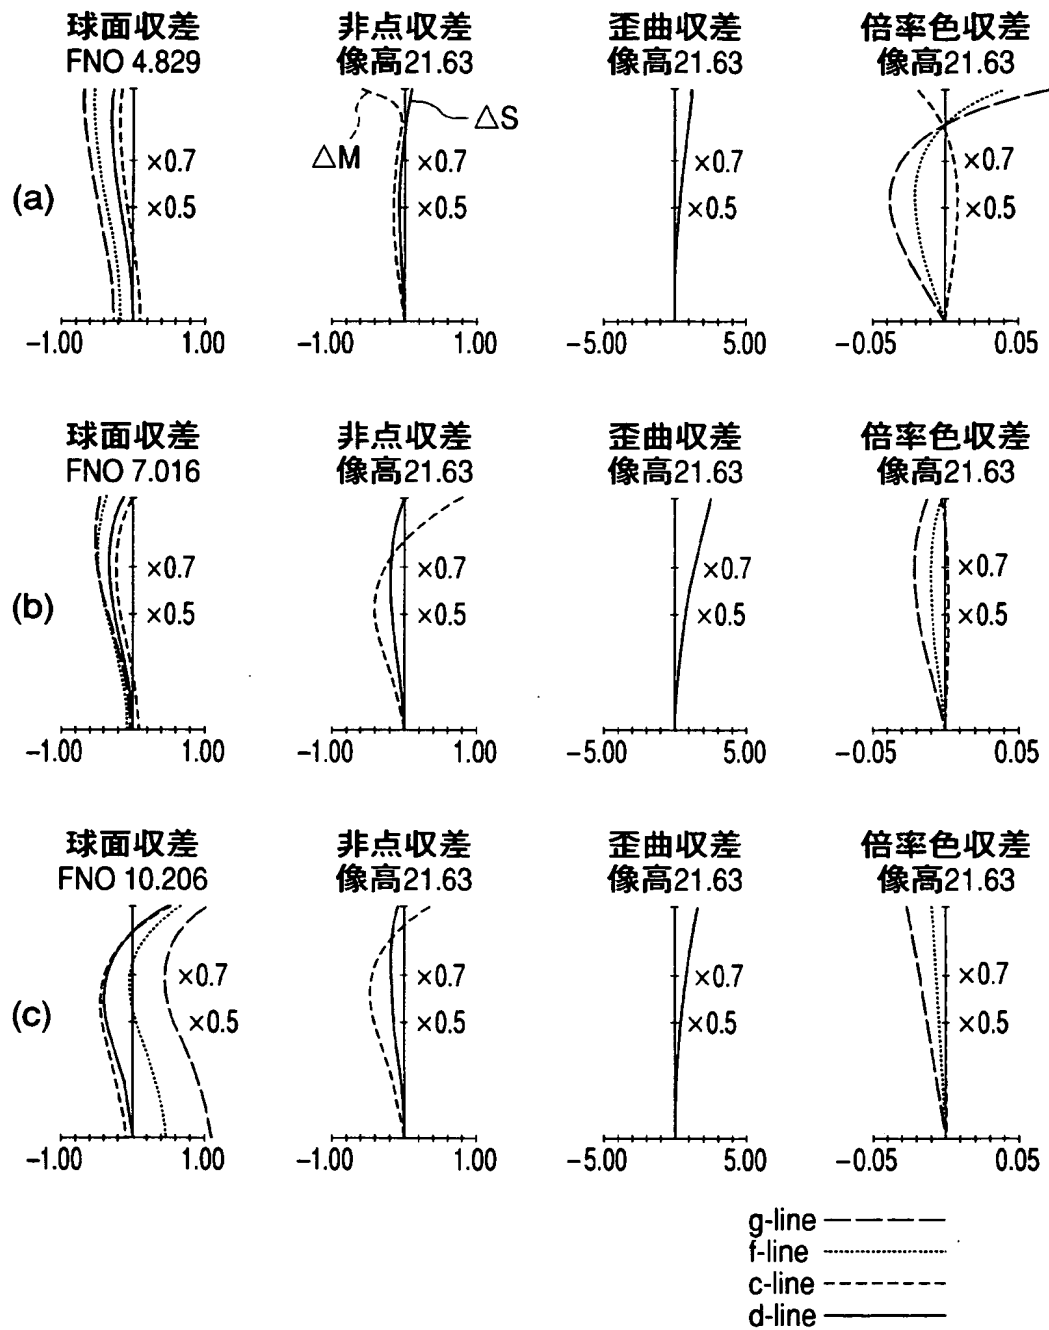 球面収差 非点収差 歪曲収差 倍率色収差
FNO 4.829 像高21.63 像高21.63 像高21.63
△M △S
(a)
×0.7 ×0.7 ×0.7 ×0.7
×0.5 ×0.5 ×0.5 ×0.5
−1.00 1.00 −1.00 1.00 −5.00 5.00 −0.05 0.05
球面収差 非点収差 歪曲収差 倍率色収差
FNO 7.016 像高21.63 像高21.63 像高21.63
(b)
×0.7 ×0.7 ×0.7 ×0.7
×0.5 ×0.5 ×0.5 ×0.5
−1.00 1.00 −1.00 1.00 −5.00 5.00 −0.05 0.05
球面収差 非点収差 歪曲収差 倍率色収差
FNO 10.206 像高21.63 像高21.63 像高21.63
(c)
×0.7 ×0.7 ×0.7 ×0.7
×0.5 ×0.5 ×0.5 ×0.5
−1.00 1.00 −1.00 1.00 −5.00 5.00 −0.05 0.05
g-line
f-line
c-line
d-line